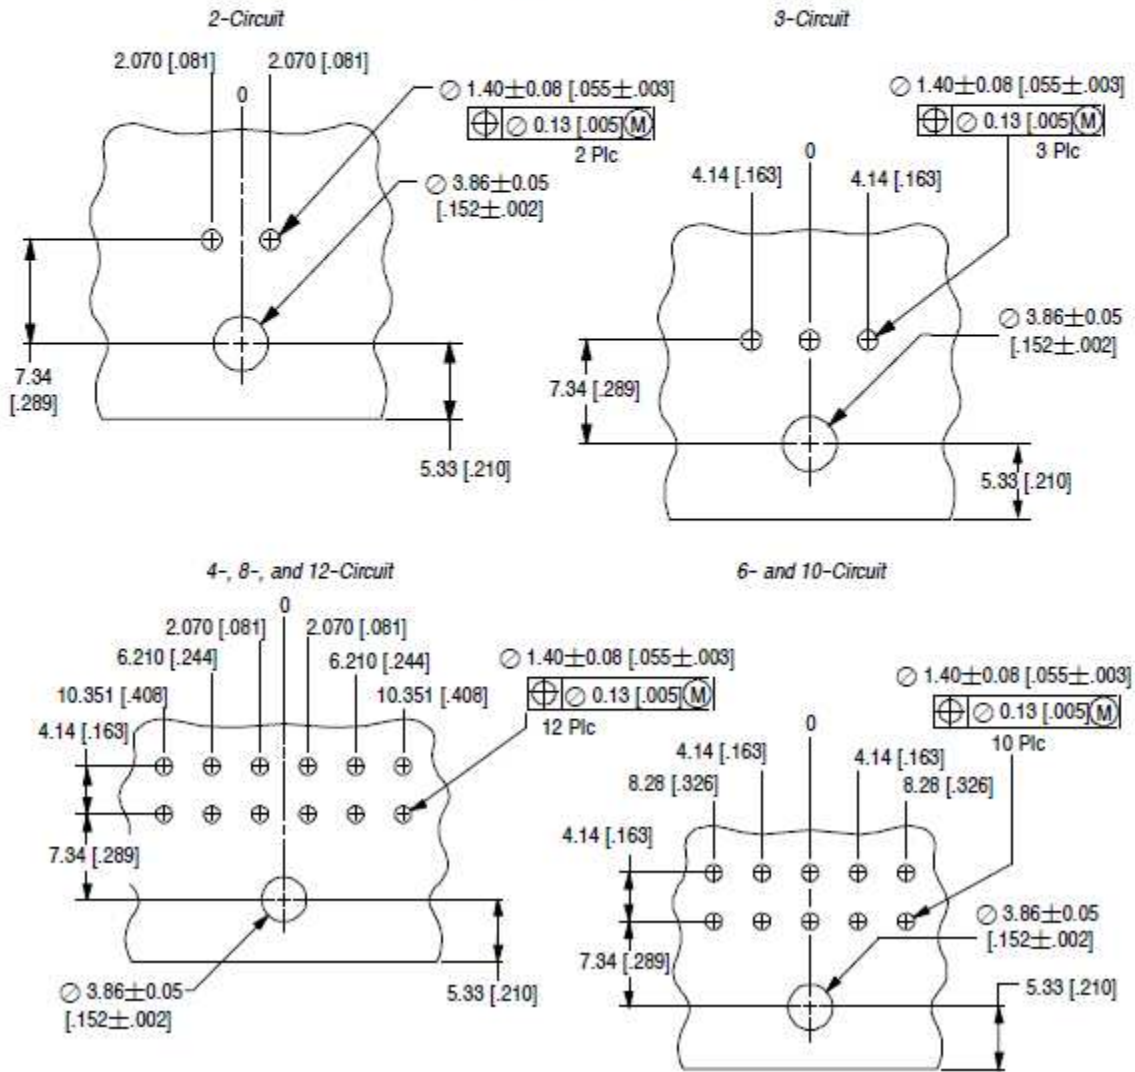 2-Circuit
2.070 [.081]
2.070 [.081]
0
∅ 1.40±0.08 [.055±.003]
⌖ ∅ 0.13 [.005] Ⓜ
2 Plc
∅ 3.86±0.05
[.152±.002]
7.34
[.289]
5.33 [.210]
3-Circuit
∅ 1.40±0.08 [.055±.003]
⌖ ∅ 0.13 [.005] Ⓜ
3 Plc
0
4.14 [.163]
4.14 [.163]
∅ 3.86±0.05
[.152±.002]
7.34 [.289]
5.33 [.210]
4-, 8-, and 12-Circuit
0
2.070 [.081]
2.070 [.081]
6.210 [.244]
6.210 [.244]
10.351 [.408]
10.351 [.408]
∅ 1.40±0.08 [.055±.003]
⌖ ∅ 0.13 [.005] Ⓜ
12 Plc
4.14 [.163]
7.34 [.289]
∅ 3.86±0.05
[.152±.002]
5.33 [.210]
6- and 10-Circuit
∅ 1.40±0.08 [.055±.003]
⌖ ∅ 0.13 [.005] Ⓜ
10 Plc
0
4.14 [.163]
4.14 [.163]
8.28 [.326]
8.28 [.326]
4.14 [.163]
7.34 [.289]
∅ 3.86±0.05
[.152±.002]
5.33 [.210]